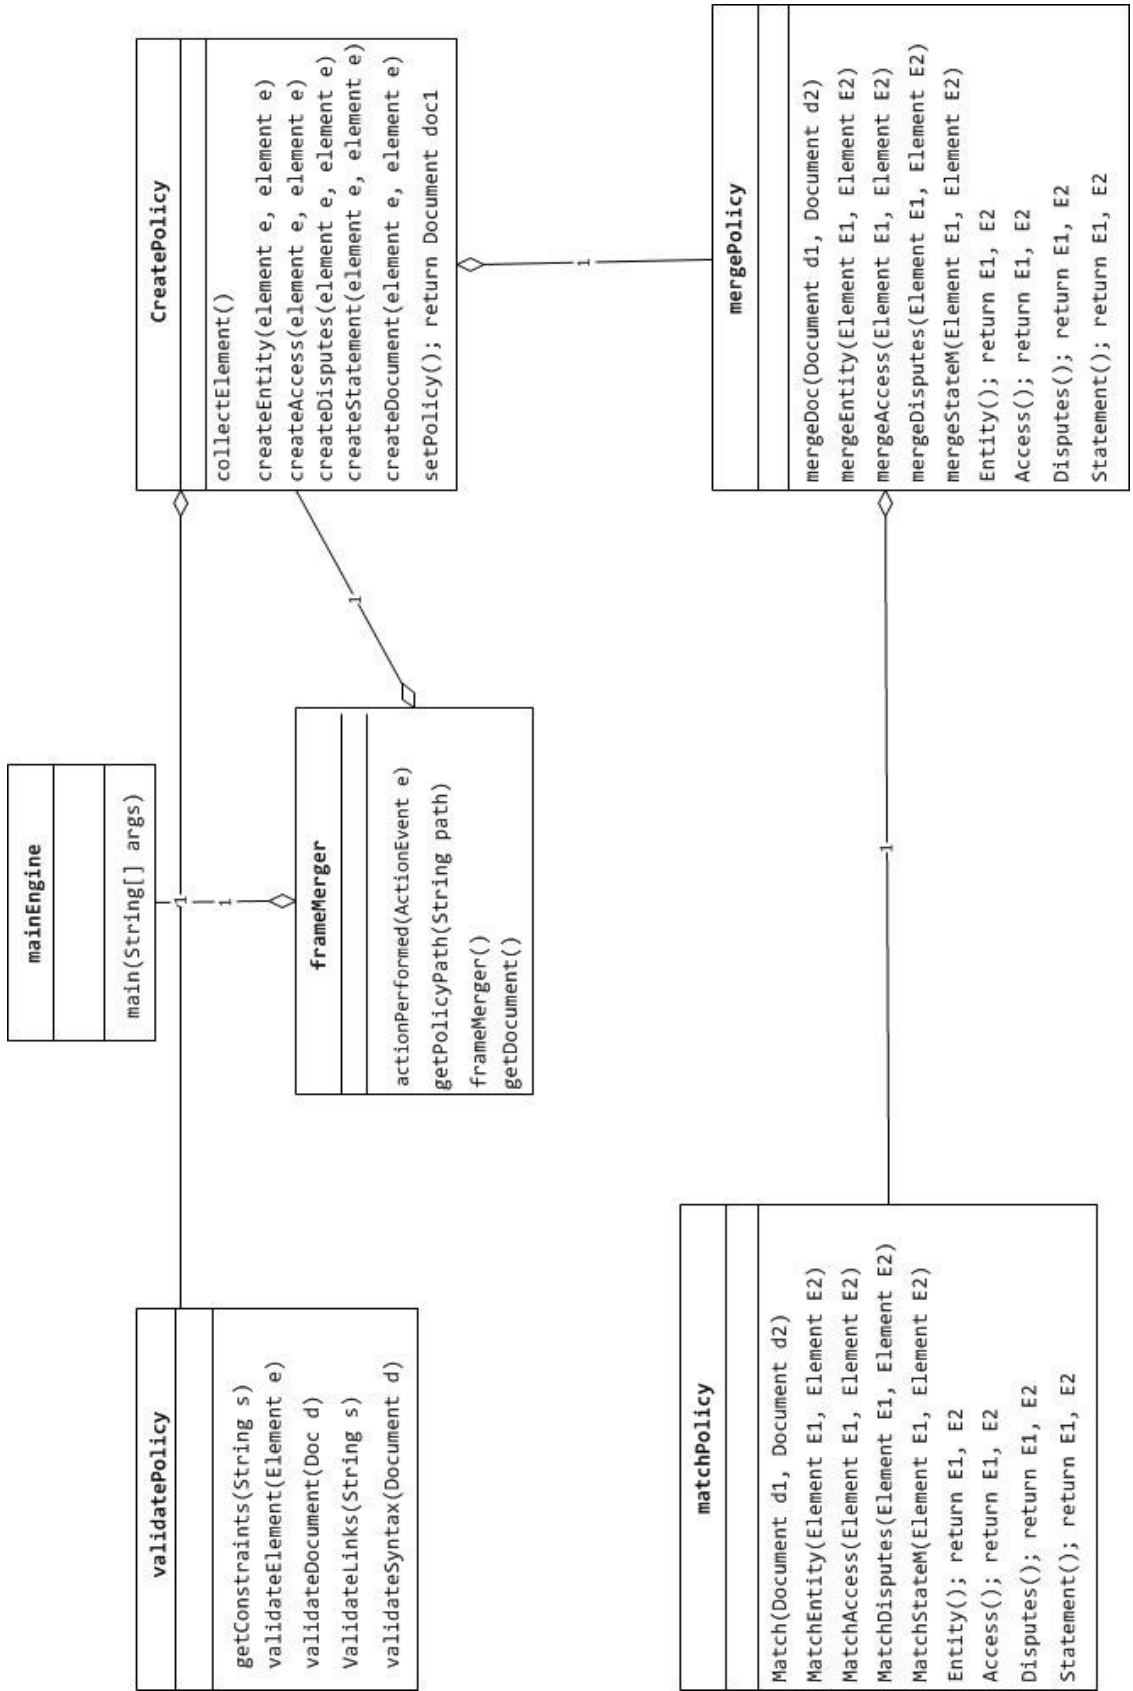 mainEngine
main(String[] args)
validatePolicy
getConstraints(String s)
validateElement(Element e)
validateDocument(Doc d)
ValidateLinks(String s)
validateSyntax(Document d)
1
CreatePolicy
collectElement()
createEntity(element e, element e)
createAccess(element e, element e)
createDisputes(element e, element e)
createStatement(element e, element e)
createDocument(element e, element e)
setPolicy(); return Document doc1
1
frameMerger
actionPerformed(ActionEvent e)
getPolicyPath(String path)
frameMerger()
getDocument()
1
1
matchPolicy
Match(Document d1, Document d2)
MatchEntity(Element E1, Element E2)
MatchAccess(Element E1, Element E2)
MatchDisputes(Element E1, Element E2)
MatchStateM(Element E1, Element E2)
Entity(); return E1, E2
Access(); return E1, E2
Disputes(); return E1, E2
Statement(); return E1, E2
1
mergePolicy
mergeDoc(Document d1, Document d2)
mergeEntity(Element E1, Element E2)
mergeAccess(Element E1, Element E2)
mergeDisputes(Element E1, Element E2)
mergeStateM(Element E1, Element E2)
Entity(); return E1, E2
Access(); return E1, E2
Disputes(); return E1, E2
Statement(); return E1, E2